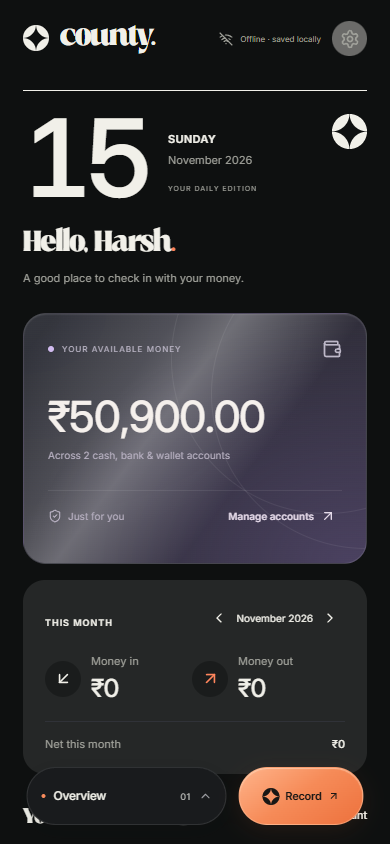 county.
Offline · saved locally
15
SUNDAY
November 2026
YOUR DAILY EDITION
Hello, Harsh.
A good place to check in with your money.
YOUR AVAILABLE MONEY
₹50,900.00
Across 2 cash, bank & wallet accounts
Just for you
Manage accounts
THIS MONTH
November 2026
Money in
₹0
Money out
₹0
Net this month
₹0
Overview
01
Record